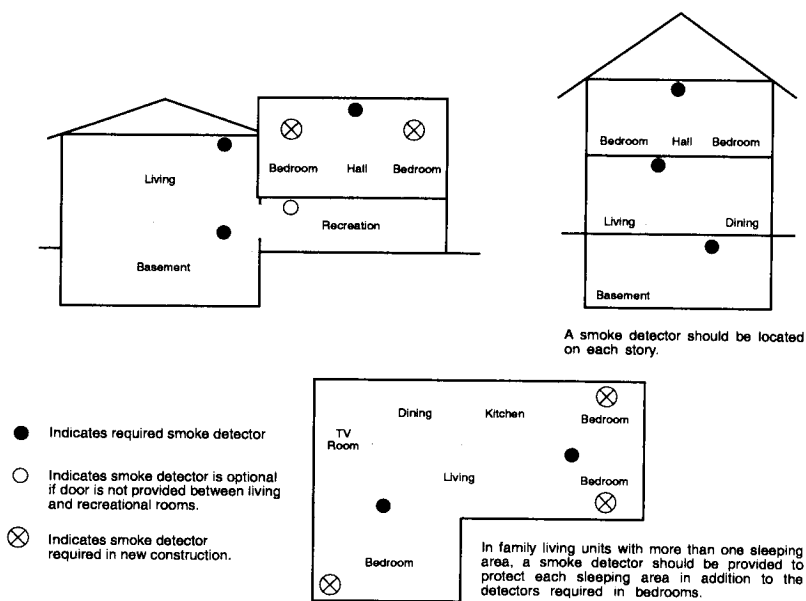 Bedroom Hall Bedroom
Living
Recreation
Basement
Bedroom Hall Bedroom
Living Dining
Basement
A smoke detector should be located
on each story.
Indicates required smoke detector
Indicates smoke detector is optional
if door is not provided between living
and recreational rooms.
Indicates smoke detector
required in new construction.
Dining Kitchen Bedroom
TV
Room
Living
Bedroom
Bedroom
In family living units with more than one sleeping
area, a smoke detector should be provided to
protect each sleeping area in addition to the
detectors required in bedrooms.